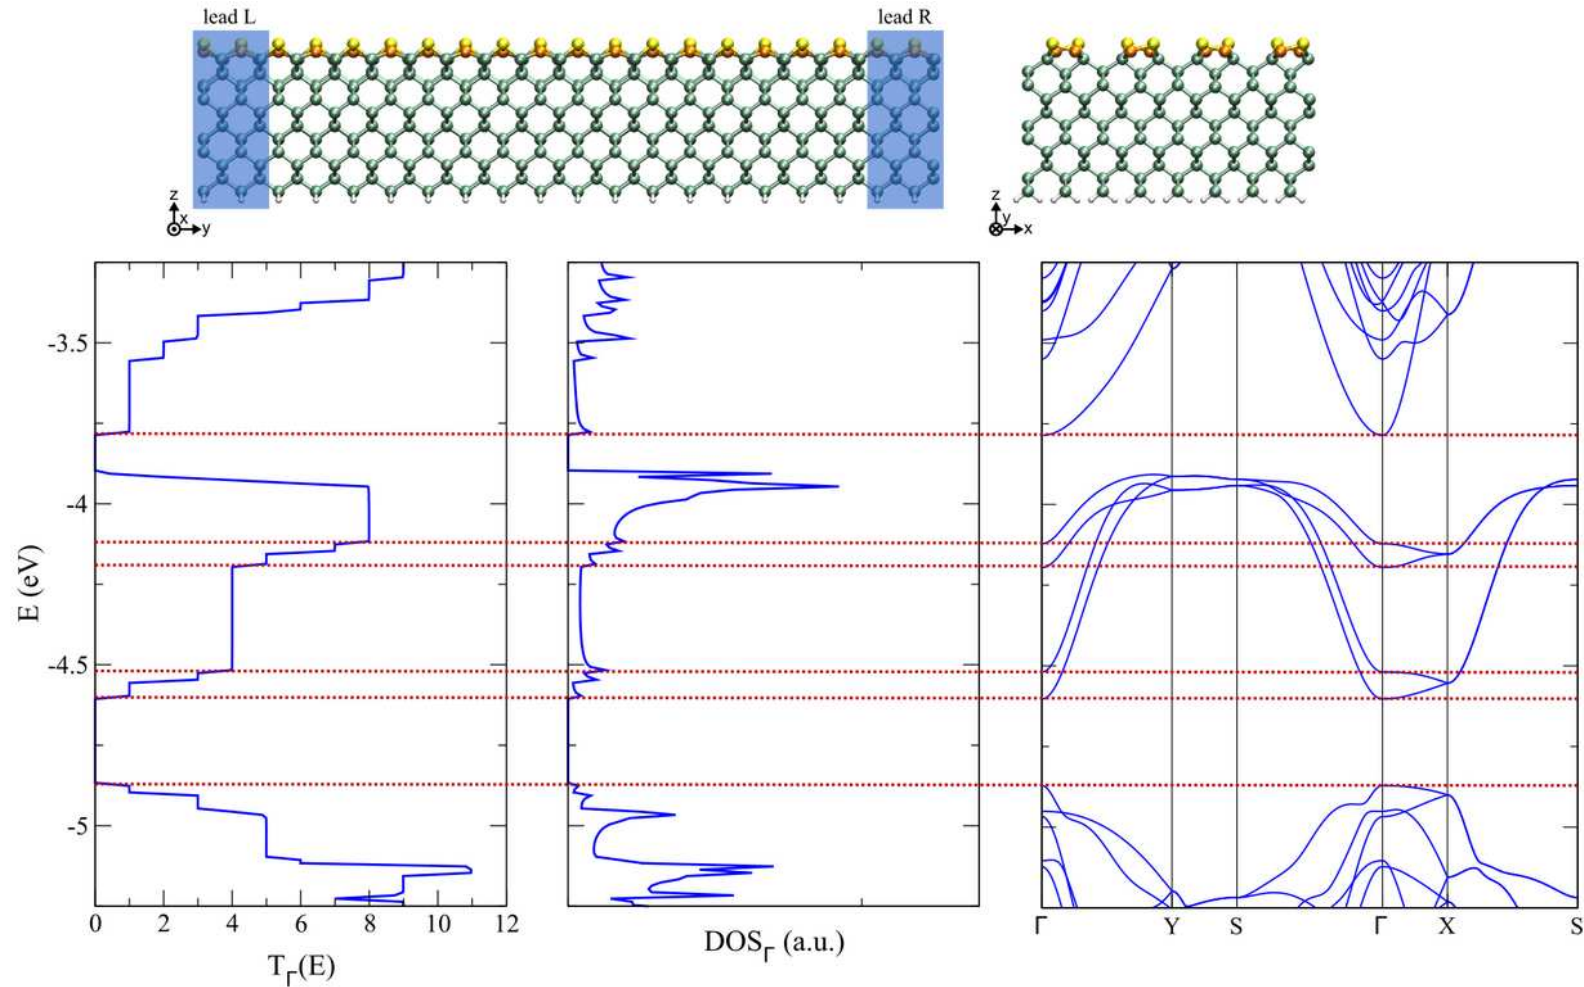 lead L
lead R
z
x
y
z
y
x
-3.5
-4
-4.5
-5
E (eV)
0 2 4 6 8 10 12
Γ Y S Γ X S
T_Γ(E)
DOS_Γ (a.u.)